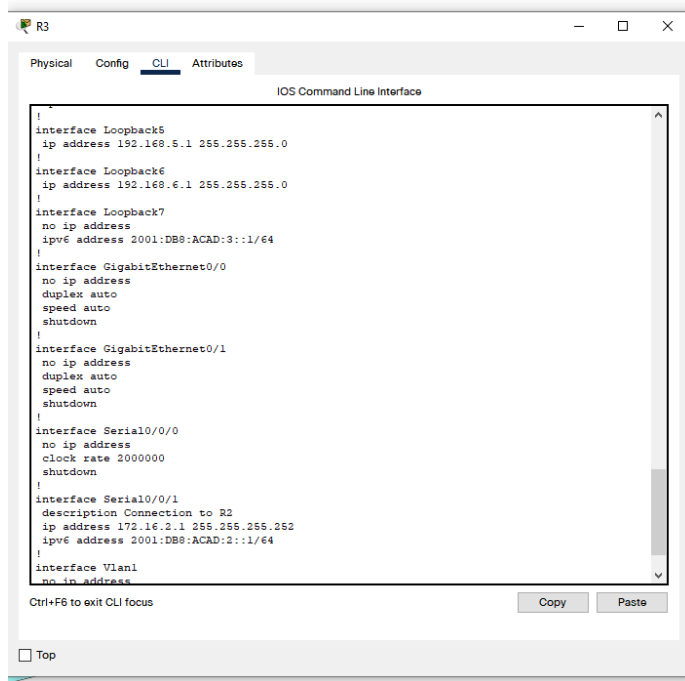 R3
Physical Config CLI Attributes
IOS Command Line Interface
!
interface Loopback5
ip address 192.168.5.1 255.255.255.0
!
interface Loopback6
ip address 192.168.6.1 255.255.255.0
!
interface Loopback7
no ip address
ipv6 address 2001:DB8:ACAD:3::1/64
!
interface GigabitEthernet0/0
no ip address
duplex auto
speed auto
shutdown
!
interface GigabitEthernet0/1
no ip address
duplex auto
speed auto
shutdown
!
interface Serial0/0/0
no ip address
clock rate 2000000
shutdown
!
interface Serial0/0/1
description Connection to R2
ip address 172.16.2.1 255.255.255.252
ipv6 address 2001:DB8:ACAD:2::1/64
!
interface Vlan1
no ip address
Ctrl+F6 to exit CLI focus
Copy Paste
Top